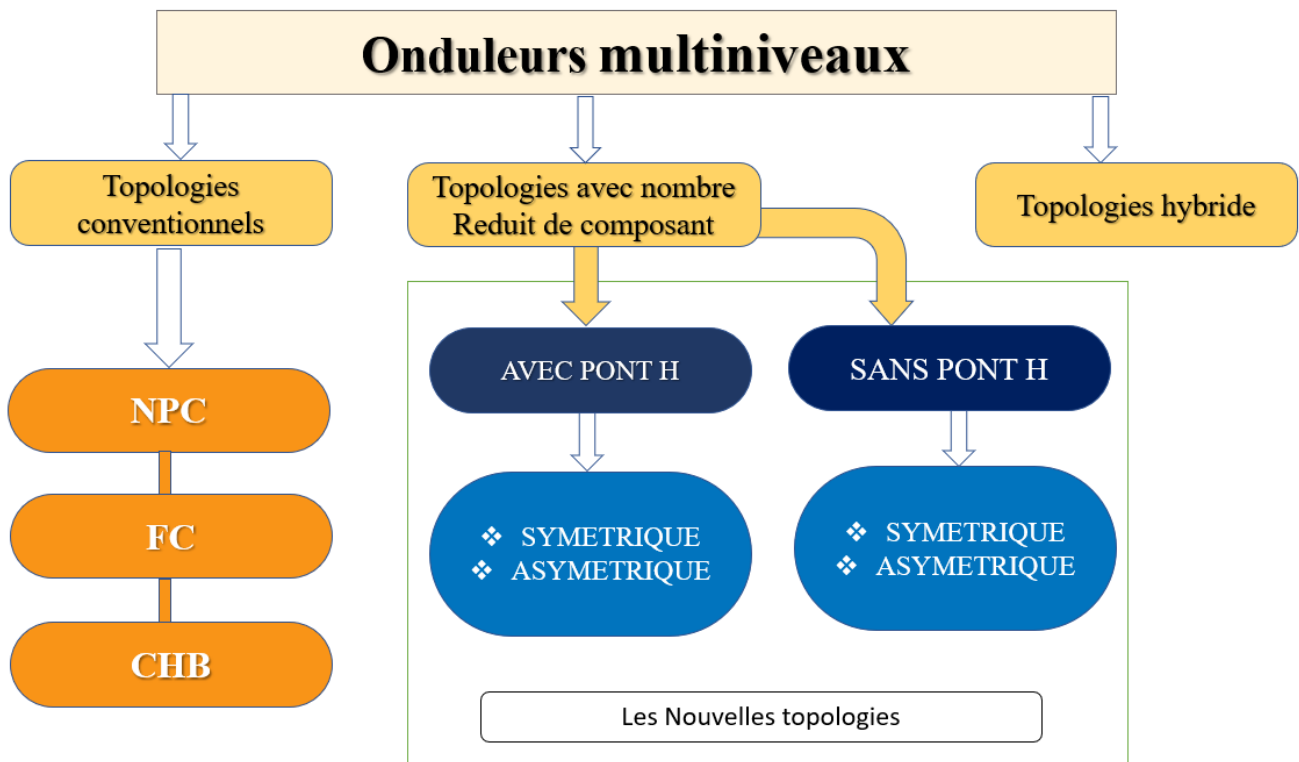 Onduleurs multiniveaux
Topologies
conventionnels
Topologies avec nombre
Reduit de composant
Topologies hybride
NPC
FC
CHB
AVEC PONT H
SANS PONT H
❖ SYMETRIQUE
❖ ASYMETRIQUE
❖ SYMETRIQUE
❖ ASYMETRIQUE
Les Nouvelles topologies